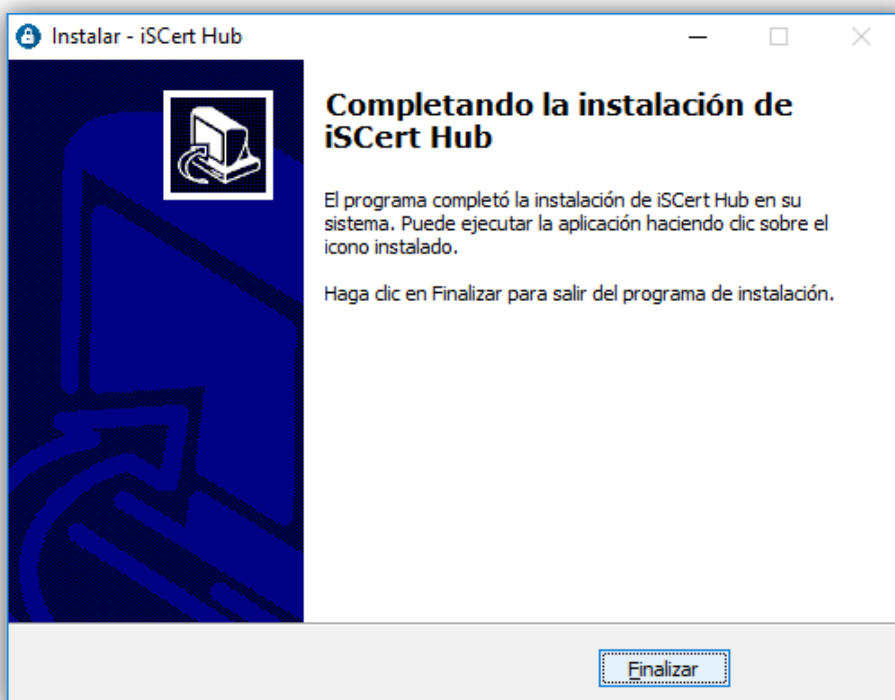 Instalar - iSCert Hub
Completando la instalación de
iSCert Hub
El programa completó la instalación de iSCert Hub en su
sistema. Puede ejecutar la aplicación haciendo clic sobre el
icono instalado.
Haga clic en Finalizar para salir del programa de instalación.
Finalizar